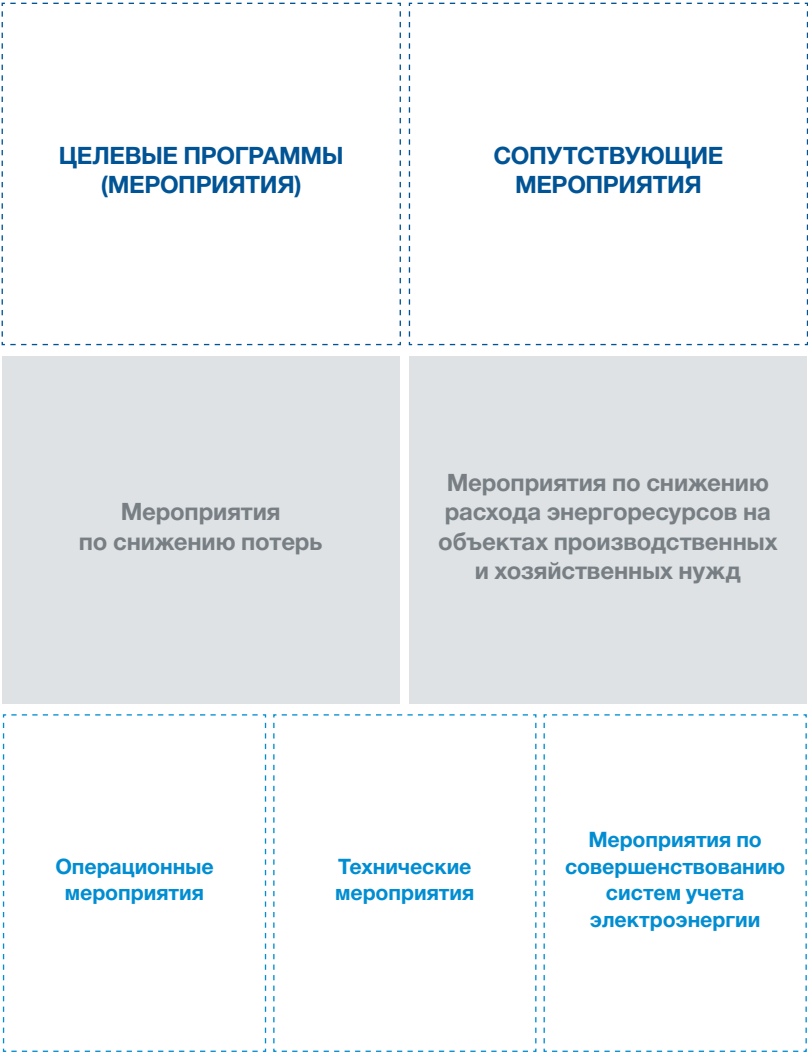 ЦЕЛЕВЫЕ ПРОГРАММЫ
(МЕРОПРИЯТИЯ)
СОПУТСТВУЮЩИЕ
МЕРОПРИЯТИЯ
Мероприятия
по снижению потерь
Мероприятия по снижению
расхода энергоресурсов на
объектах производственных
и хозяйственных нужд
Операционные
мероприятия
Технические
мероприятия
Мероприятия по
совершенствованию
систем учета
электроэнергии